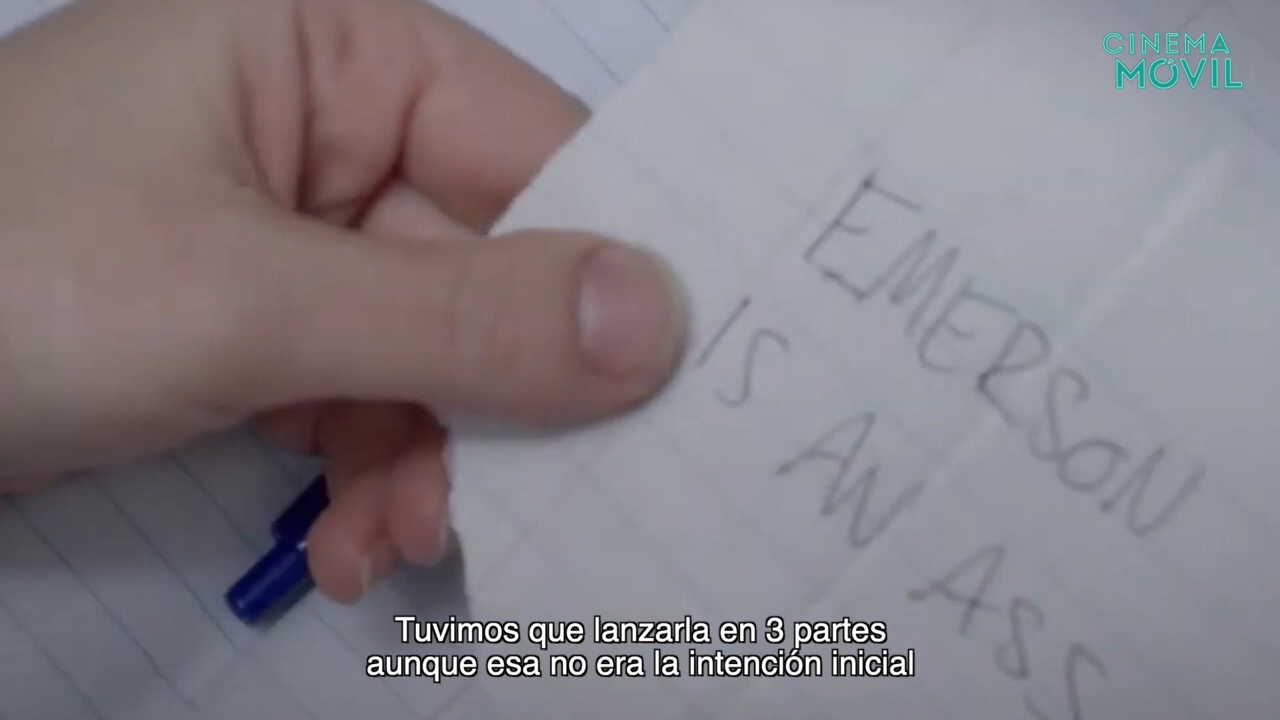 CINEMA
MÓVIL
EMERSON
IS AN ASS
Tuvimos que lanzarla en 3 partes
aunque esa no era la intención inicial